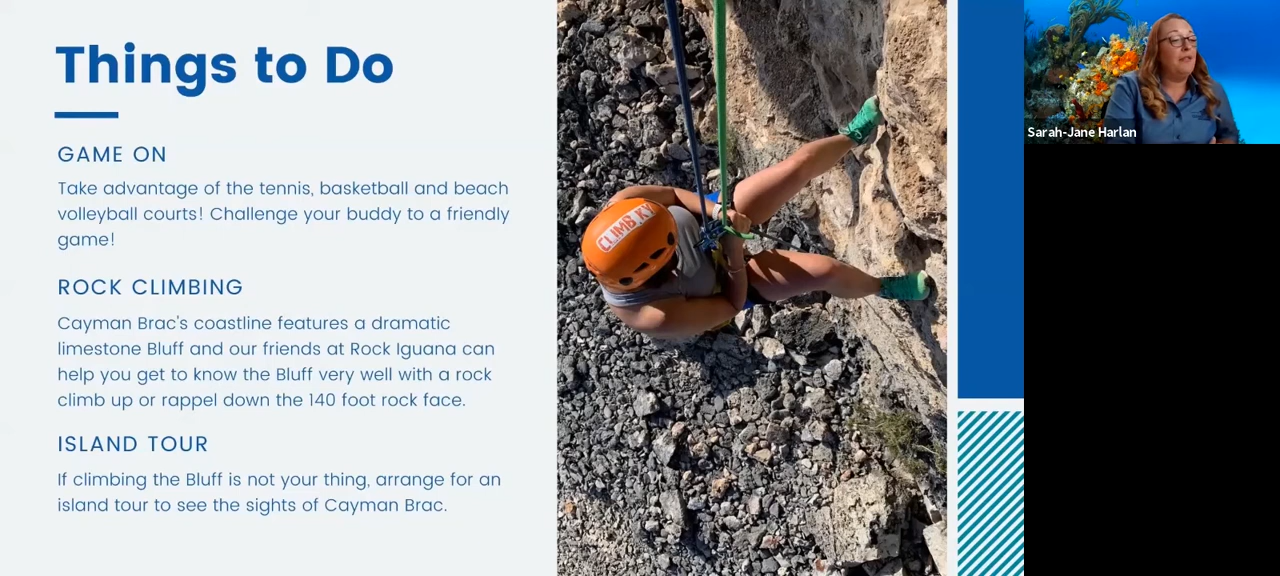 Things to Do
GAME ON
Take advantage of the tennis, basketball and beach
volleyball courts! Challenge your buddy to a friendly
game!
ROCK CLIMBING
Cayman Brac's coastline features a dramatic
limestone Bluff and our friends at Rock Iguana can
help you get to know the Bluff very well with a rock
climb up or rappel down the 140 foot rock face.
ISLAND TOUR
If climbing the Bluff is not your thing, arrange for an
island tour to see the sights of Cayman Brac.
CLIMB.KY
Sarah-Jane Harlan